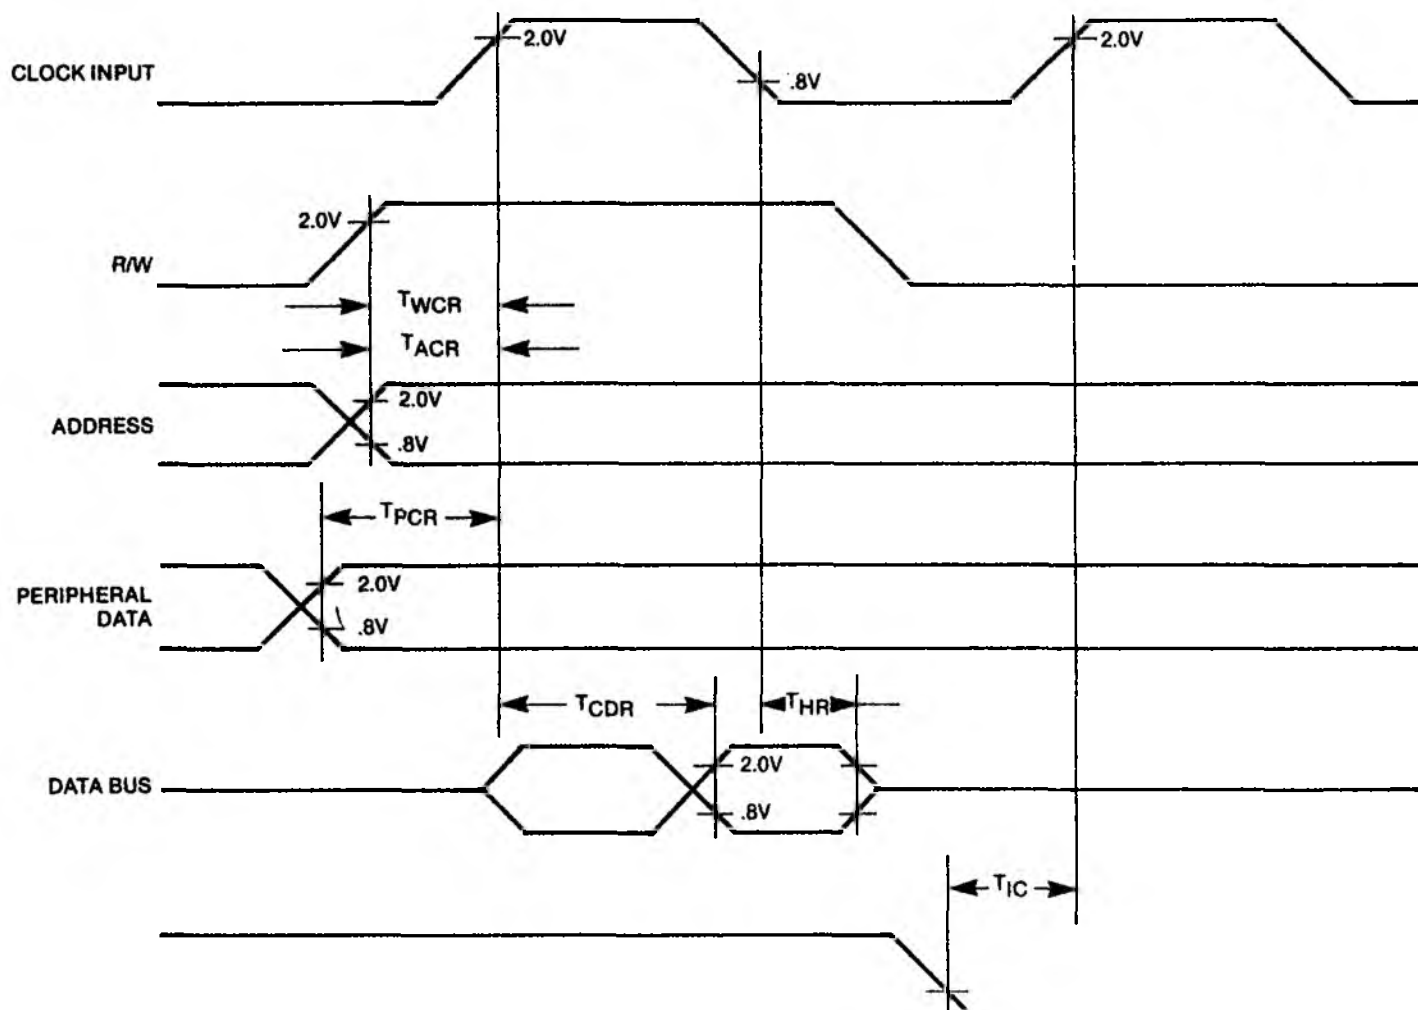 2.0V
2.0V
CLOCK INPUT
.8V
2.0V
R/W
TWCR
TACR
2.0V
ADDRESS
.8V
TPCR
2.0V
PERIPHERAL
DATA
.8V
TCDR
THR
2.0V
DATA BUS
.8V
TIC